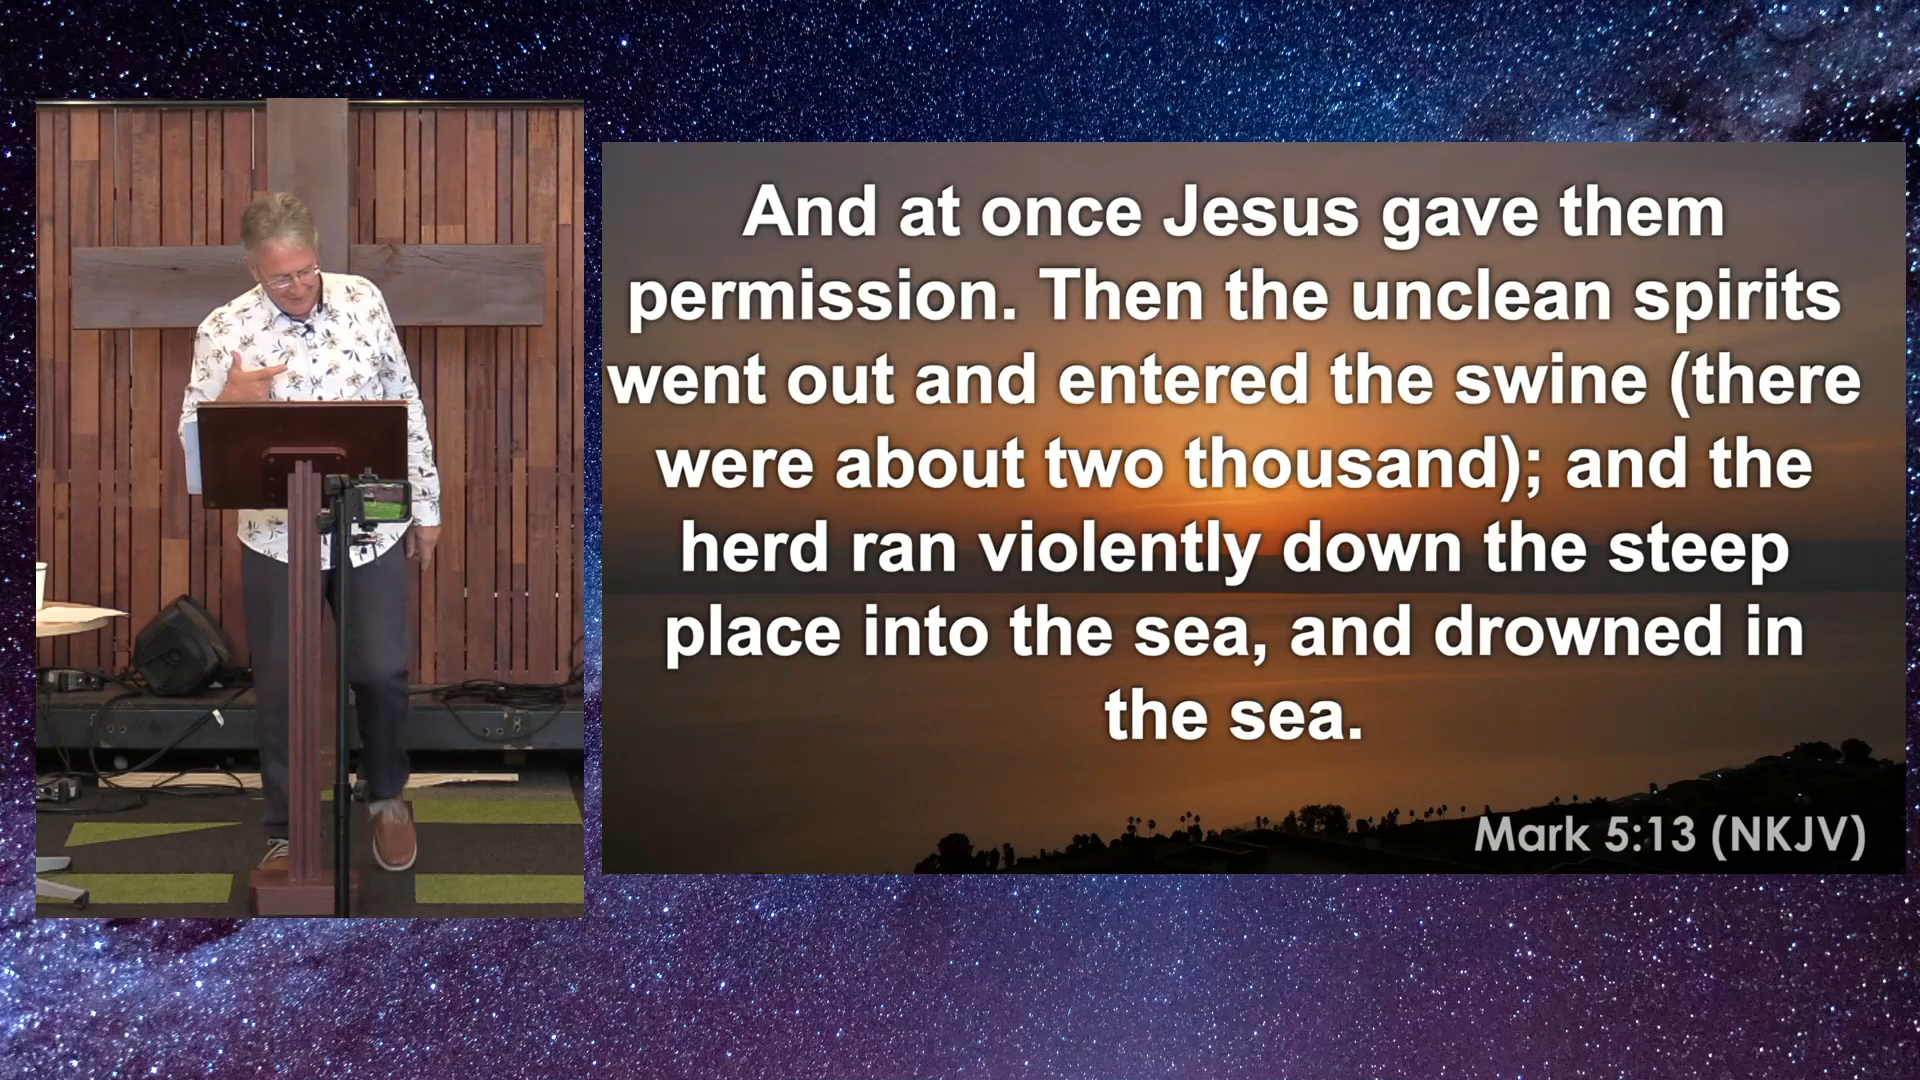 And at once Jesus gave them
permission. Then the unclean spirits
went out and entered the swine (there
were about two thousand); and the
herd ran violently down the steep
place into the sea, and drowned in
the sea.
Mark 5:13 (NKJV)